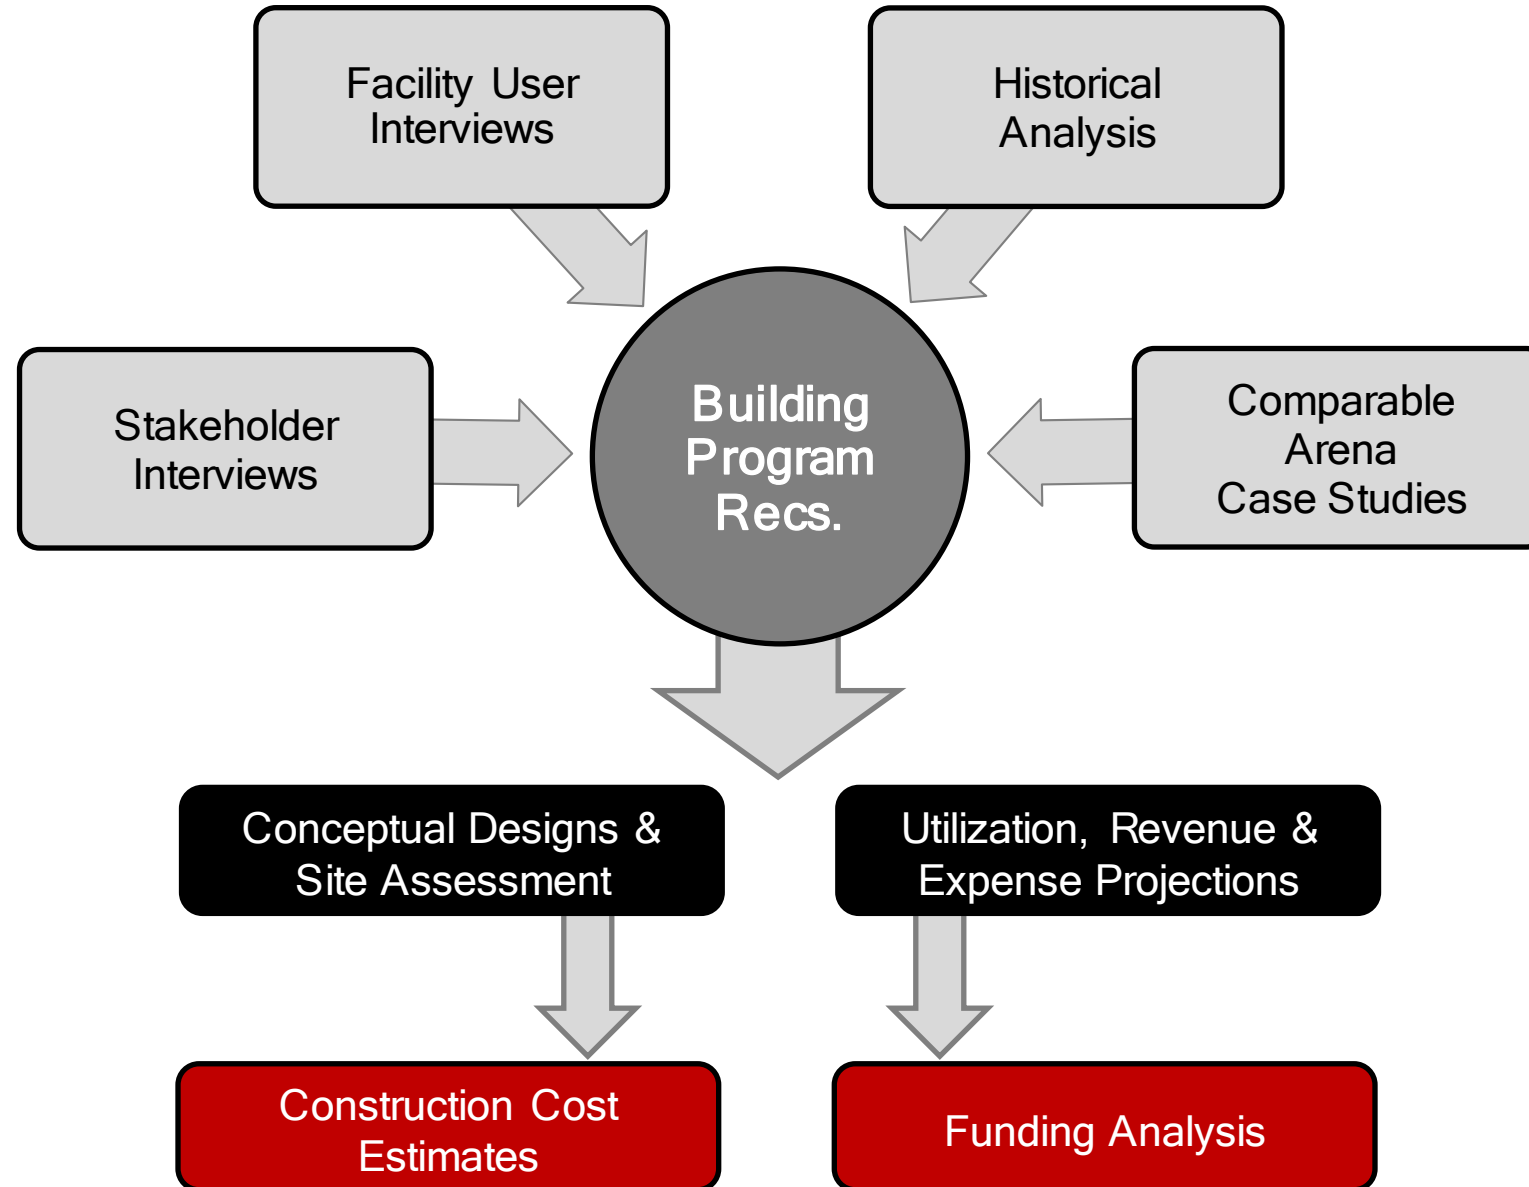 Facility User
Interviews
Historical
Analysis
Stakeholder
Interviews
Building
Program
Recs.
Comparable
Arena
Case Studies
Conceptual Designs &
Site Assessment
Utilization, Revenue &
Expense Projections
Construction Cost
Estimates
Funding Analysis